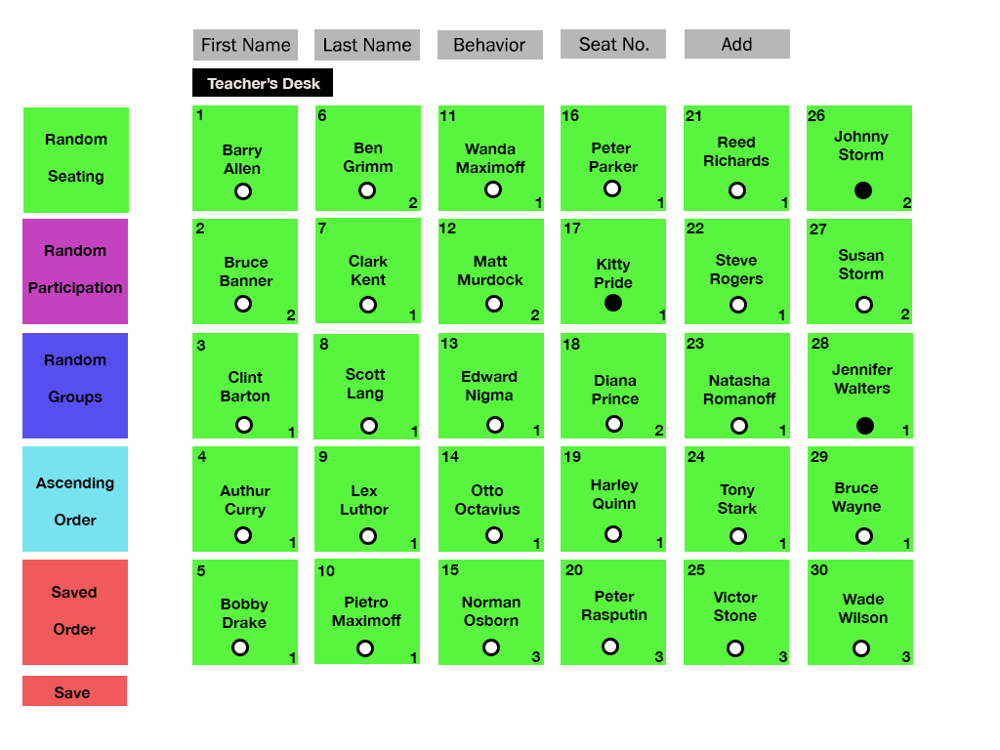 First Name
Last Name
Behavior
Seat No.
Add
Teacher's Desk
Random
Seating
1
Barry
Allen
6
Ben
Grimm
2
11
Wanda
Maximoff
1
16
Peter
Parker
1
21
Reed
Richards
1
26
Johnny
Storm
2
Random
Participation
2
Bruce
Banner
2
7
Clark
Kent
1
12
Matt
Murdock
2
17
Kitty
Pride
1
22
Steve
Rogers
1
27
Susan
Storm
2
Random
Groups
3
Clint
Barton
1
8
Scott
Lang
1
13
Edward
Nigma
1
18
Diana
Prince
2
23
Natasha
Romanoff
1
28
Jennifer
Walters
1
Ascending
Order
4
Authur
Curry
1
9
Lex
Luthor
1
14
Otto
Octavius
1
19
Harley
Quinn
1
24
Tony
Stark
1
29
Bruce
Wayne
1
Saved
Order
5
Bobby
Drake
1
10
Pietro
Maximoff
1
15
Norman
Osborn
3
20
Peter
Rasputin
3
25
Victor
Stone
3
30
Wade
Wilson
3
Save